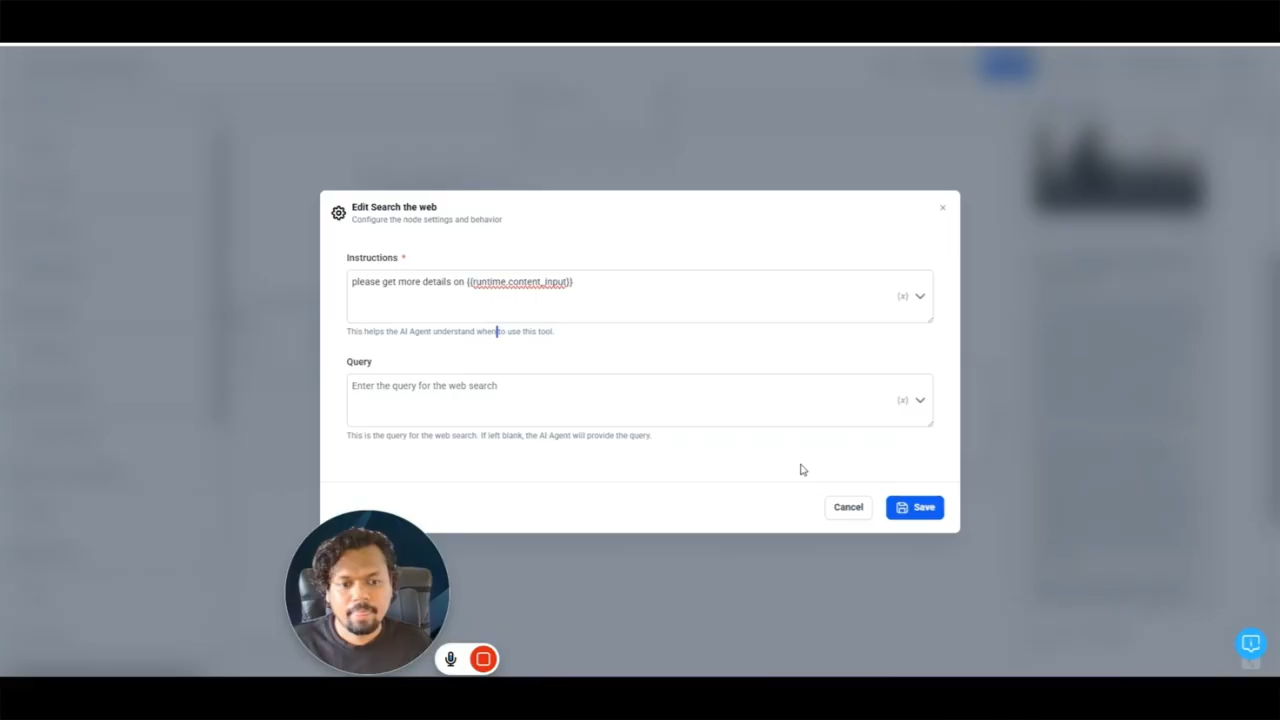 Edit Search the web
Configure the node settings and behavior
×
Instructions *
please get more details on {{runtime.content_input}}
(x)
This helps the AI Agent understand when to use this tool.
Query
Enter the query for the web search
(x)
This is the query for the web search. If left blank, the AI Agent will provide the query.
Cancel
Save